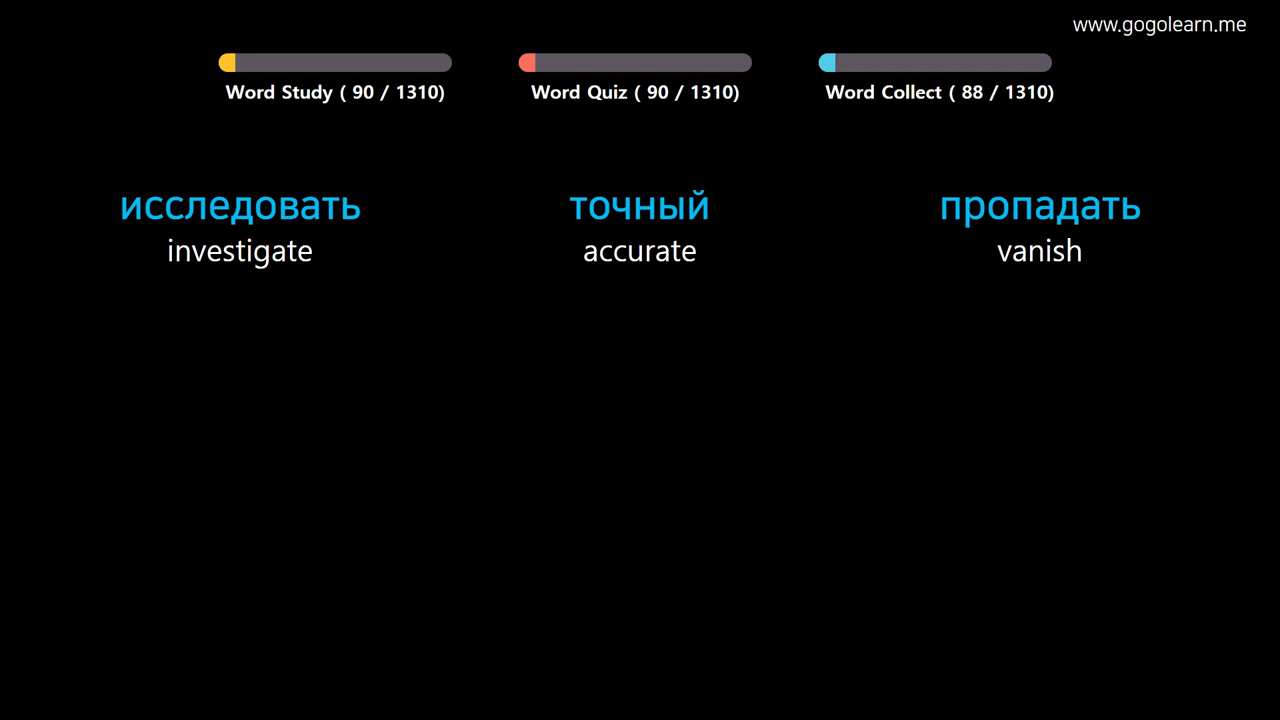 www.gogolearn.me
Word Study ( 90 / 1310)
Word Quiz ( 90 / 1310)
Word Collect ( 88 / 1310)
исследовать
investigate
точный
accurate
пропадать
vanish